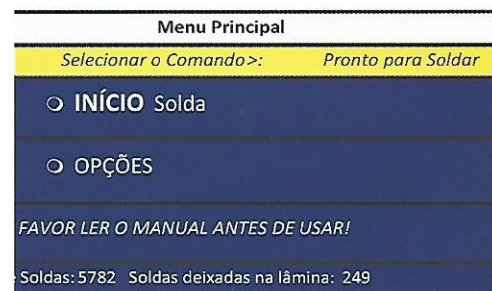 Menu Principal
Selecionar o Comando>: Pronto para Soldar
INÍCIO Solda
OPÇÕES
FAVOR LER O MANUAL ANTES DE USAR!
Soldas: 5782 Soldas deixadas na lâmina: 249